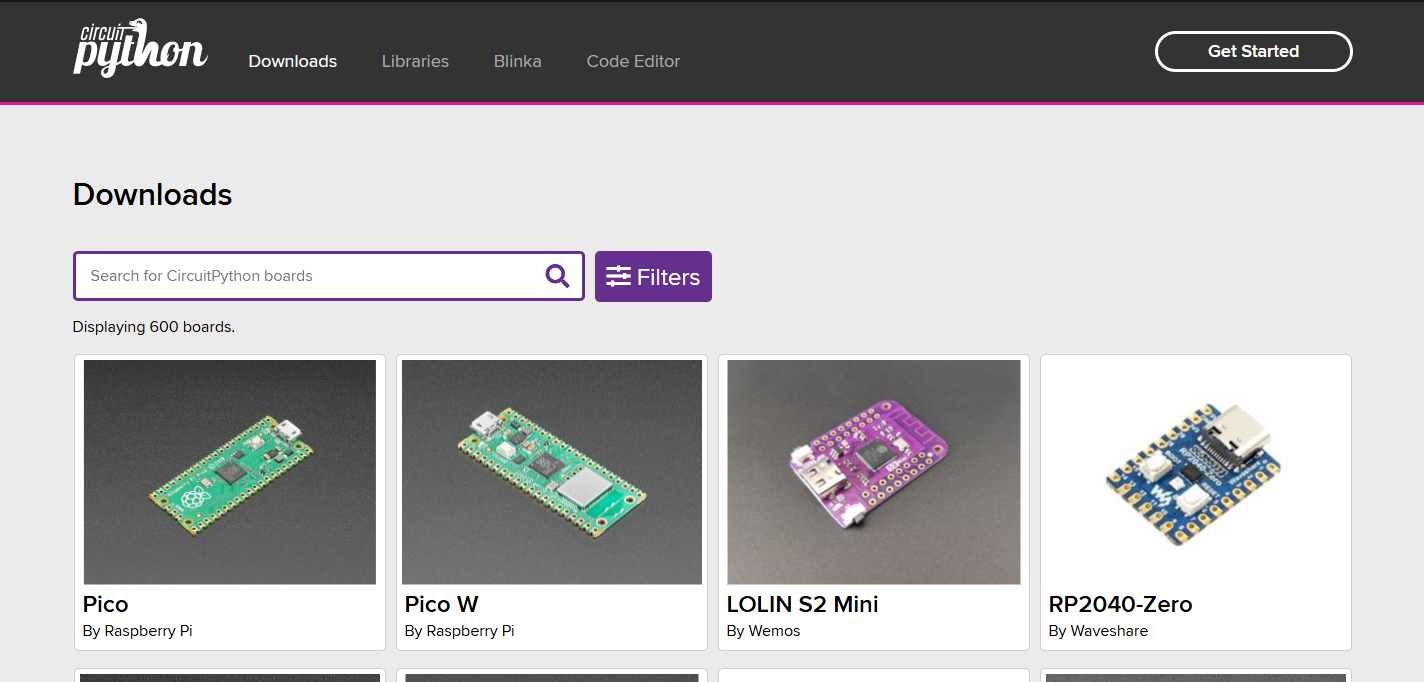 circuit
python
Downloads
Libraries
Blinka
Code Editor
Get Started
Downloads
Search for CircuitPython boards
Filters
Displaying 600 boards.
Pico
By Raspberry Pi
Pico W
By Raspberry Pi
LOLIN S2 Mini
By Wemos
RP2040-Zero
By Waveshare